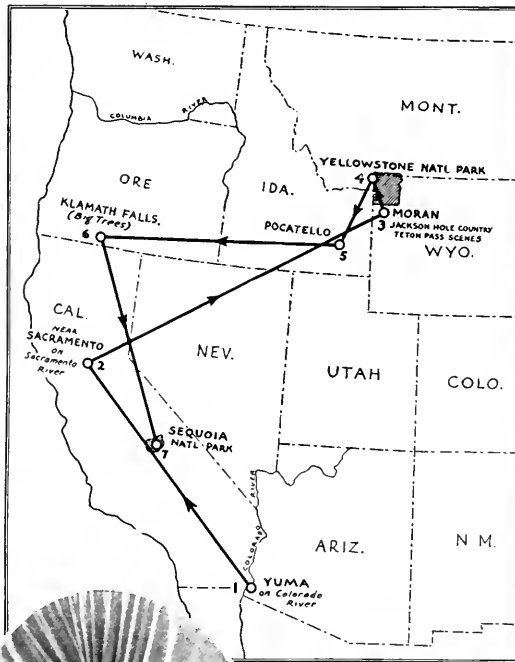 WASH.
COLUMBIA RIVER
MONT.
YELLOWSTONE NATL PARK
4
ORE
IDA.
KLAMATH FALLS.
(Big Trees)
6
POCATELLO
5
MORAN
3 JACKSON HOLE COUNTRY
TETON PASS SCENES
WYO.
CAL.
NEAR
SACRAMENTO
on
Sacramento
River
2
NEV.
UTAH
COLO.
SEQUOIA
NATL PARK
7
COLORADO RIVER
ARIZ.
N M.
1
YUMA
on Colorado
River